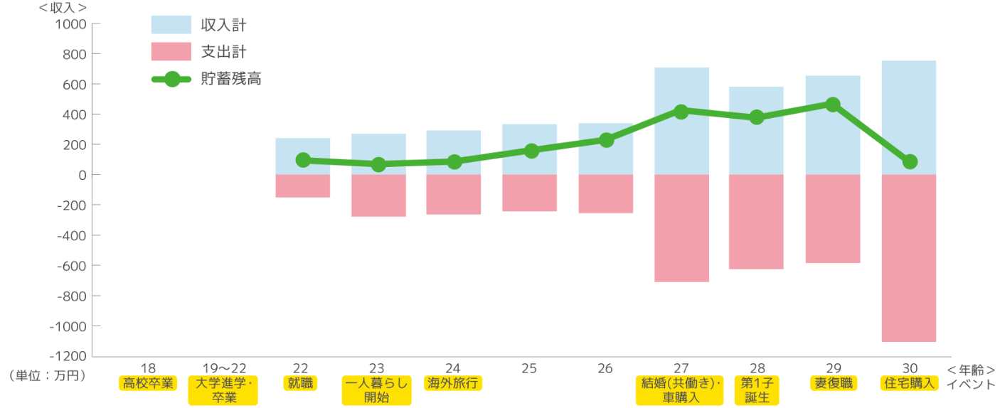 ＜収入＞
1000
800
600
400
200
0
-200
-400
-600
-800
-1000
-1200
（単位：万円）
収入計
支出計
貯蓄残高
18
高校卒業
19〜22
大学進学・
卒業
22
就職
23
一人暮らし
開始
24
海外旅行
25
26
27
結婚(共働き)・
車購入
28
第1子
誕生
29
妻復職
30
住宅購入
＜年齢＞
イベント